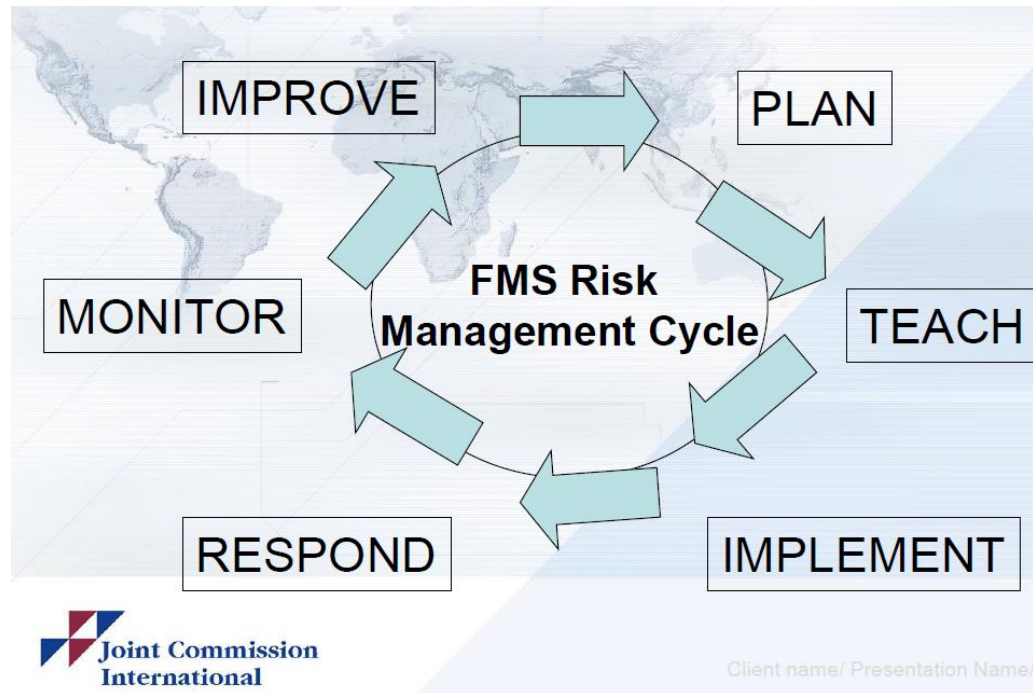 IMPROVE
PLAN
FMS Risk
Management Cycle
MONITOR
TEACH
RESPOND
IMPLEMENT
Joint Commission
International
Client name/ Presentation Name/